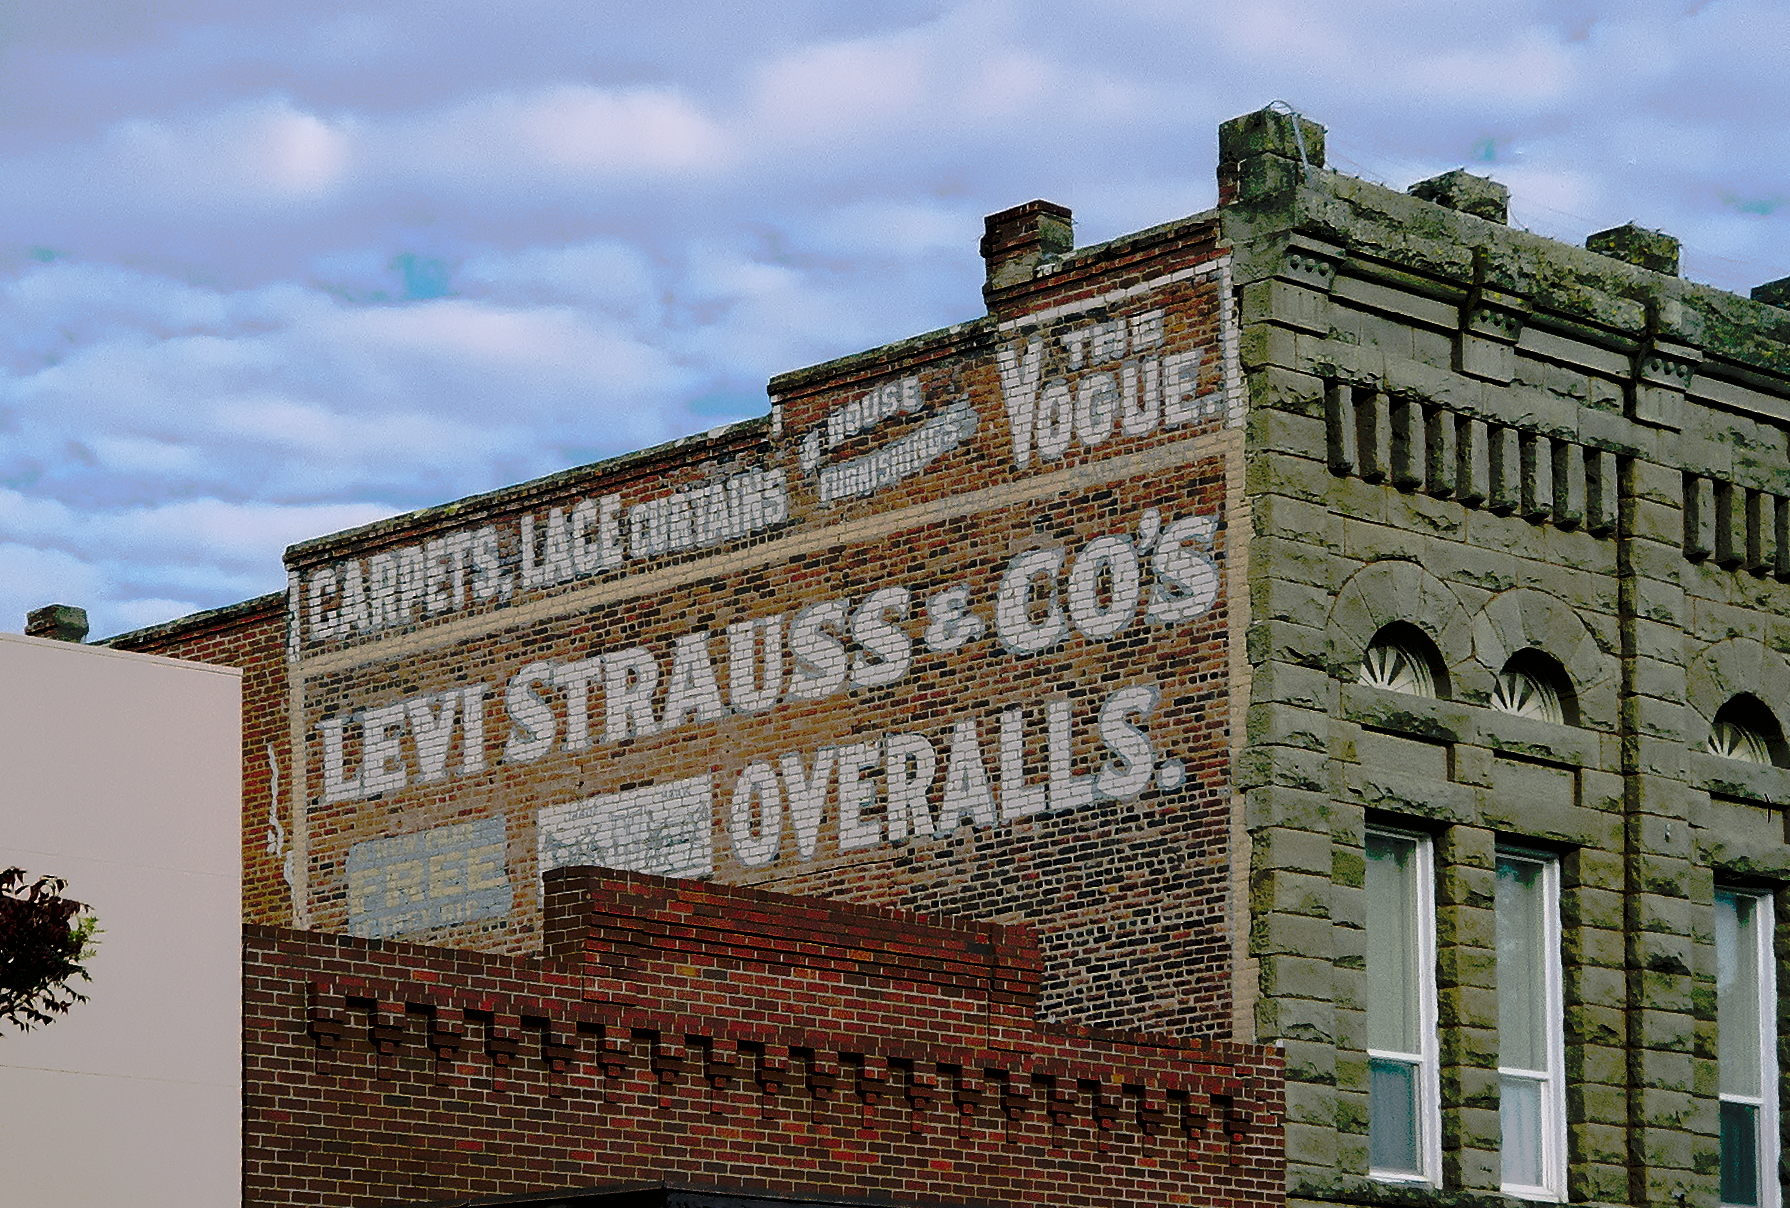 CARPETS, LACE CURTAINS & HOUSE FURNISHINGS THE VOGUE.
LEVI STRAUSS & CO'S
OVERALLS.
FREE